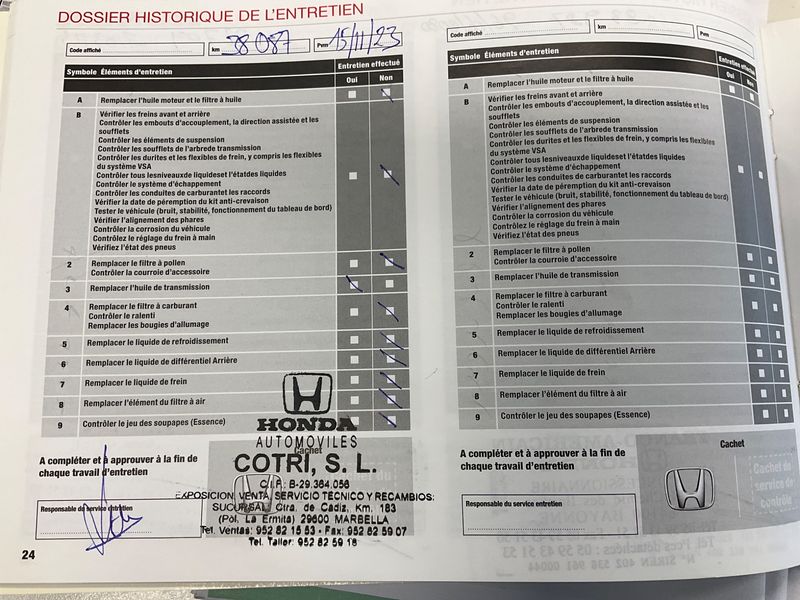 DOSSIER HISTORIQUE DE L'ENTRETIEN
Code affiché km 38 087 Pvm 15/11/23
Symbole Éléments d'entretien Entretien effectué
Oui Non
A Remplacer l'huile moteur et le filtre à huile
B Vérifier les freins avant et arrière
Contrôler les embouts d'accouplement, la direction assistée et les
soufflets
Contrôler les éléments de suspension
Contrôler les soufflets de l'arbrede transmission
Contrôler les durites et les flexibles de frein, y compris les flexibles
du système VSA
Contrôler tous lesniveauxde liquideset l'étatdes liquides
Contrôler le système d'échappement
Contrôler les conduites de carburantet les raccords
Vérifier la date de péremption du kit anti-crevaison
Tester le véhicule (bruit, stabilité, fonctionnement du tableau de bord)
Vérifier l'alignement des phares
Contrôler la corrosion du véhicule
Contrôlez le réglage du frein à main
Vérifiez l'état des pneus
2 Remplacer le filtre à pollen
Contrôler la courroie d'accessoire
3 Remplacer l'huile de transmission
4 Remplacer le filtre à carburant
Contrôler le ralenti
Remplacer les bougies d'allumage
5 Remplacer le liquide de refroidissement
6 Remplacer le liquide de différentiel Arrière
7 Remplacer le liquide de frein
8 Remplacer l'élément du filtre à air
9 Contrôler le jeu des soupapes (Essence)
A compléter et à approuver à la fin de
chaque travail d'entretien
Responsable du service entretien
Cachet
HONDA
AUTOMOVILES
COTRI, S. L.
C.I.F.: B-29.364.056
EXPOSICION, VENTA, SERVICIO TÉCNICO Y RECAMBIOS:
SUCURSAL: Ctra. de Cádiz, Km. 183
(Pol. La Ermita) 29600 MARBELLA
Tel. Ventas: 952 82 15 53 - Fax: 952 82 59 07
Tel. Taller: 952 82 59 18
24
Code affiché km Pvm
Symbole Éléments d'entretien Entretien effectué
Oui Non
A Remplacer l'huile moteur et le filtre à huile
B Vérifier les freins avant et arrière
Contrôler les embouts d'accouplement, la direction assistée et les
soufflets
Contrôler les éléments de suspension
Contrôler les soufflets de l'arbrede transmission
Contrôler les durites et les flexibles de frein, y compris les flexibles
du système VSA
Contrôler tous lesniveauxde liquideset l'étatdes liquides
Contrôler le système d'échappement
Contrôler les conduites de carburantet les raccords
Vérifier la date de péremption du kit anti-crevaison
Tester le véhicule (bruit, stabilité, fonctionnement du tableau de bord)
Vérifier l'alignement des phares
Contrôler la corrosion du véhicule
Contrôlez le réglage du frein à main
Vérifiez l'état des pneus
2 Remplacer le filtre à pollen
Contrôler la courroie d'accessoire
3 Remplacer l'huile de transmission
4 Remplacer le filtre à carburant
Contrôler le ralenti
Remplacer les bougies d'allumage
5 Remplacer le liquide de refroidissement
6 Remplacer le liquide de différentiel Arrière
7 Remplacer le liquide de frein
8 Remplacer l'élément du filtre à air
9 Contrôler le jeu des soupapes (Essence)
A compléter et à approuver à la fin de
chaque travail d'entretien
Responsable du service entretien
Cachet
Cachet du
service de
contrôle